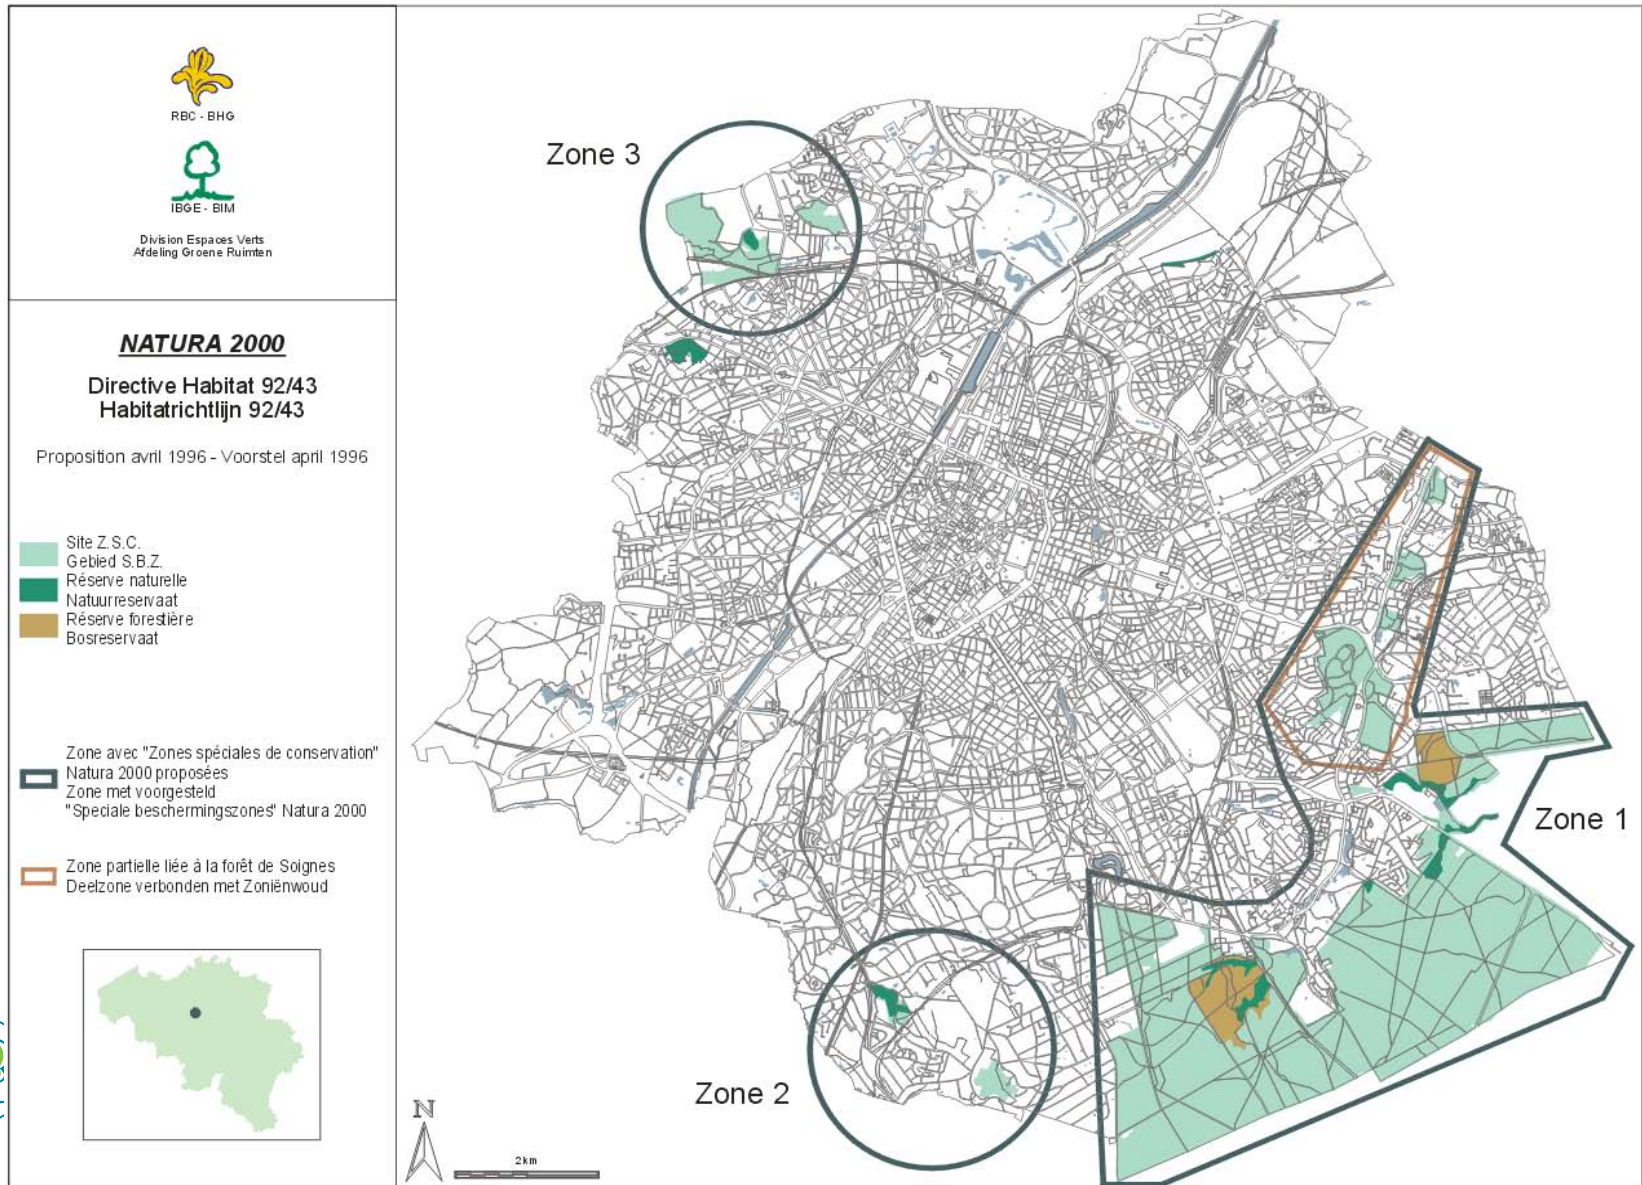 RBC - BHG
IBGE - BIM
Division Espaces Verts
Afdeling Groene Ruimten
NATURA 2000
Directive Habitat 92/43
Habitatrichtlijn 92/43
Proposition avril 1996 - Voorstel april 1996
Site Z.S.C.
Gebied S.B.Z.
Réserve naturelle
Natuurreservaat
Réserve forestière
Bosreservaat
Zone avec "Zones spéciales de conservation"
Natura 2000 proposées
Zone met voorgesteld
"Speciale beschermingszones" Natura 2000
Zone partielle liée à la forêt de Soignes
Deelzone verbonden met Zoniënwoud
Zone 3
Zone 1
Zone 2
N
2km